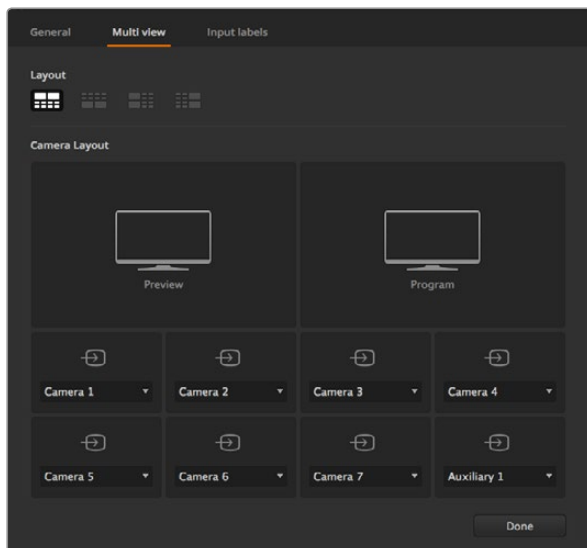 General Multi view Input labels
Layout
Camera Layout
Preview Program
Camera 1 Camera 2 Camera 3 Camera 4
Camera 5 Camera 6 Camera 7 Auxiliary 1
Done